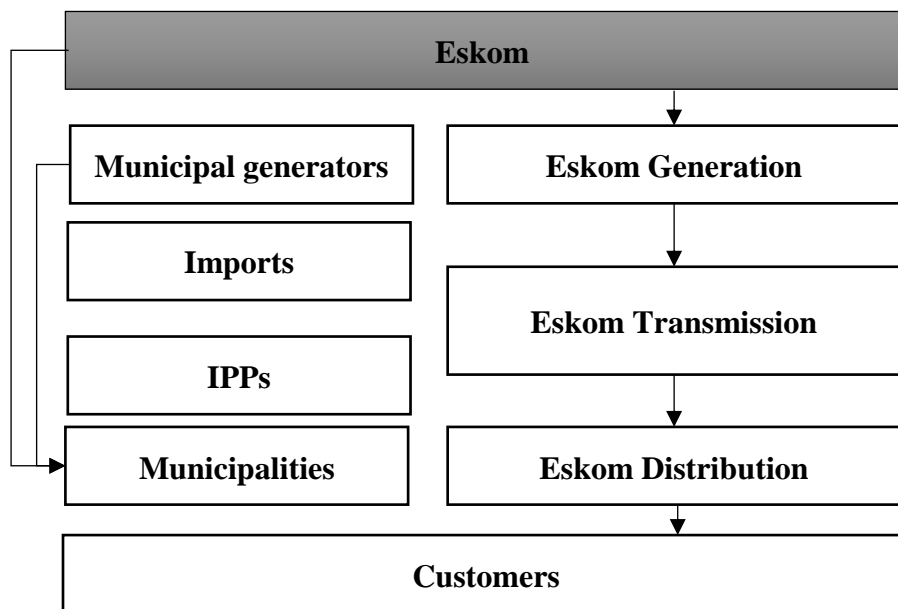 Eskom
Municipal generators
Eskom Generation
Imports
Eskom Transmission
IPPs
Municipalities
Eskom Distribution
Customers